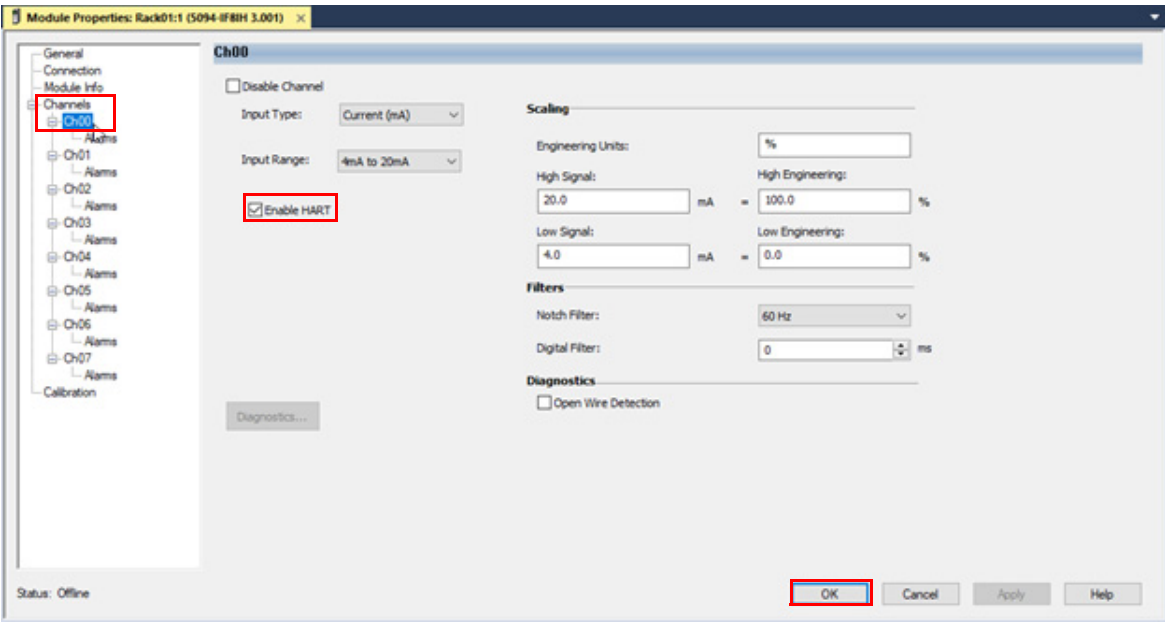 Module Properties: Rack01:1 (5094-IF8IH 3.001) ×
General
Connection
Module Info
Channels
Ch00
Alarms
Ch01
Alarms
Ch02
Alarms
Ch03
Alarms
Ch04
Alarms
Ch05
Alarms
Ch06
Alarms
Ch07
Alarms
Calibration
Ch00
Disable Channel
Input Type: Current (mA)
Input Range: 4mA to 20mA
Enable HART
Diagnostics...
Scaling
Engineering Units: %
High Signal: High Engineering:
20.0 mA = 100.0 %
Low Signal: Low Engineering:
4.0 mA = 0.0 %
Filters
Notch Filter: 60 Hz
Digital Filter: 0 ms
Diagnostics
Open Wire Detection
Status: Offline
OK Cancel Apply Help